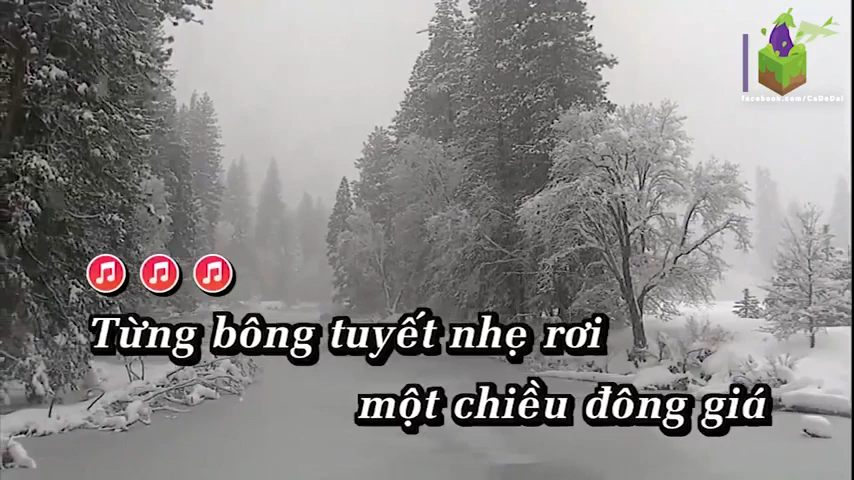 facebook.com/CaDeDai
Từng bông tuyết nhẹ rơi
một chiều đông giá